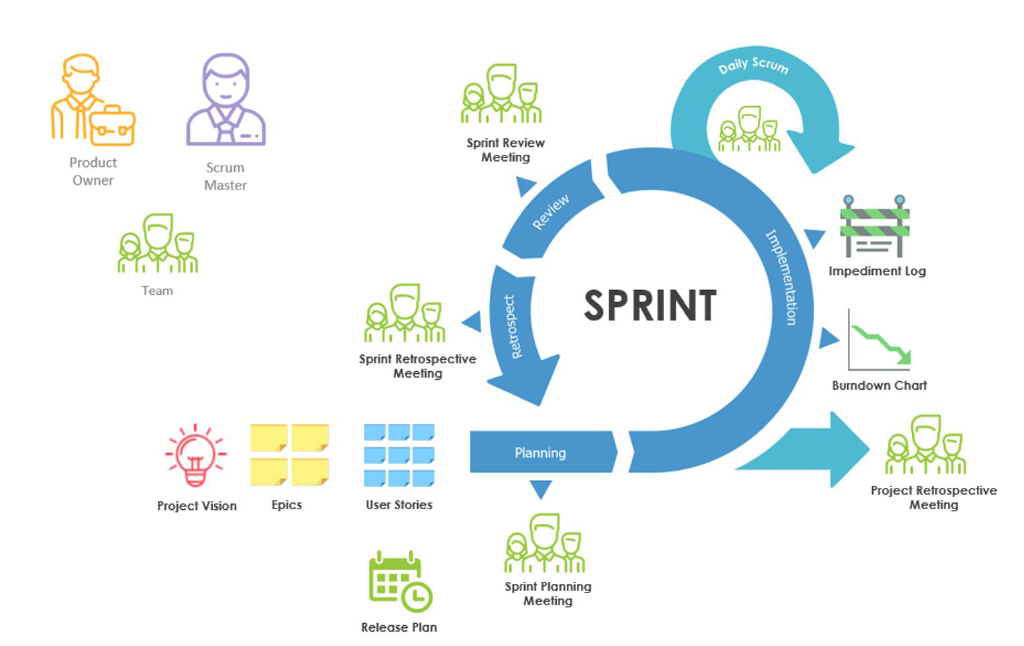 Product
Owner
Scrum
Master
Team
Sprint Review
Meeting
Daily Scrum
Review
Implementation
Impediment Log
SPRINT
Retrospect
Sprint Retrospective
Meeting
Burndown Chart
Project Vision
Epics
User Stories
Planning
Project Retrospective
Meeting
Sprint Planning
Meeting
Release Plan